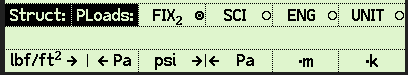 Struct: PLoads: FIX₂ ⊙ SCI ○ ENG ○ UNIT ○
lbf/ft² → | ← Pa psi →|← Pa ·m ·k